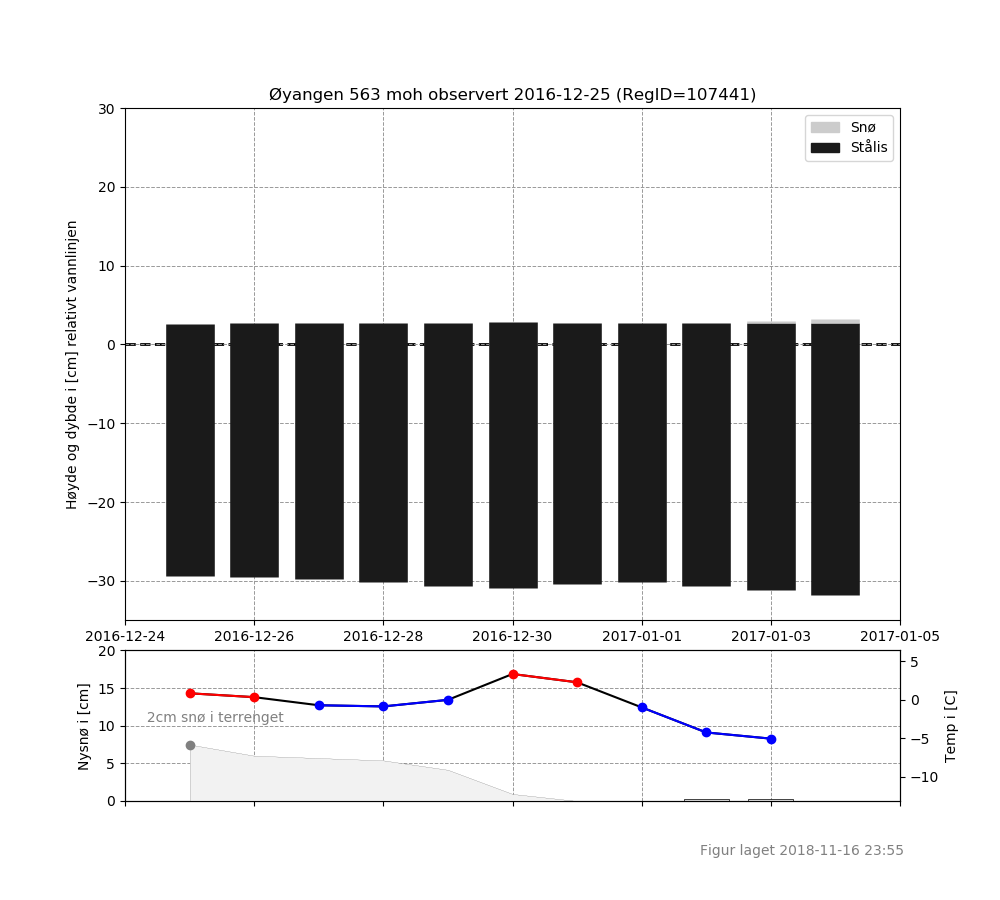 Øyangen 563 moh observert 2016-12-25 (RegID=107441)
Snø
Stålis
Høyde og dybde i [cm] relativt vannlinjen
30
20
10
0
−10
−20
−30
2016-12-24 2016-12-26 2016-12-28 2016-12-30 2017-01-01 2017-01-03 2017-01-05
Nysnø i [cm]
20
15
10
5
0
2cm snø i terrenget
5
0
−5
−10
Temp i [C]
Figur laget 2018-11-16 23:55